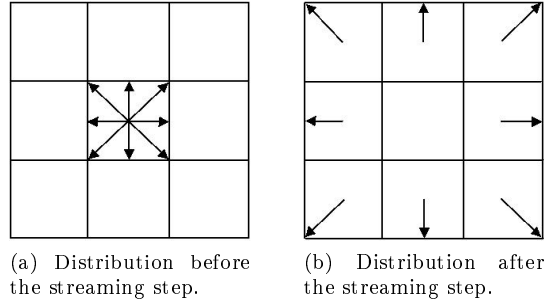 (a) Distribution before
the streaming step.
(b) Distribution after
the streaming step.